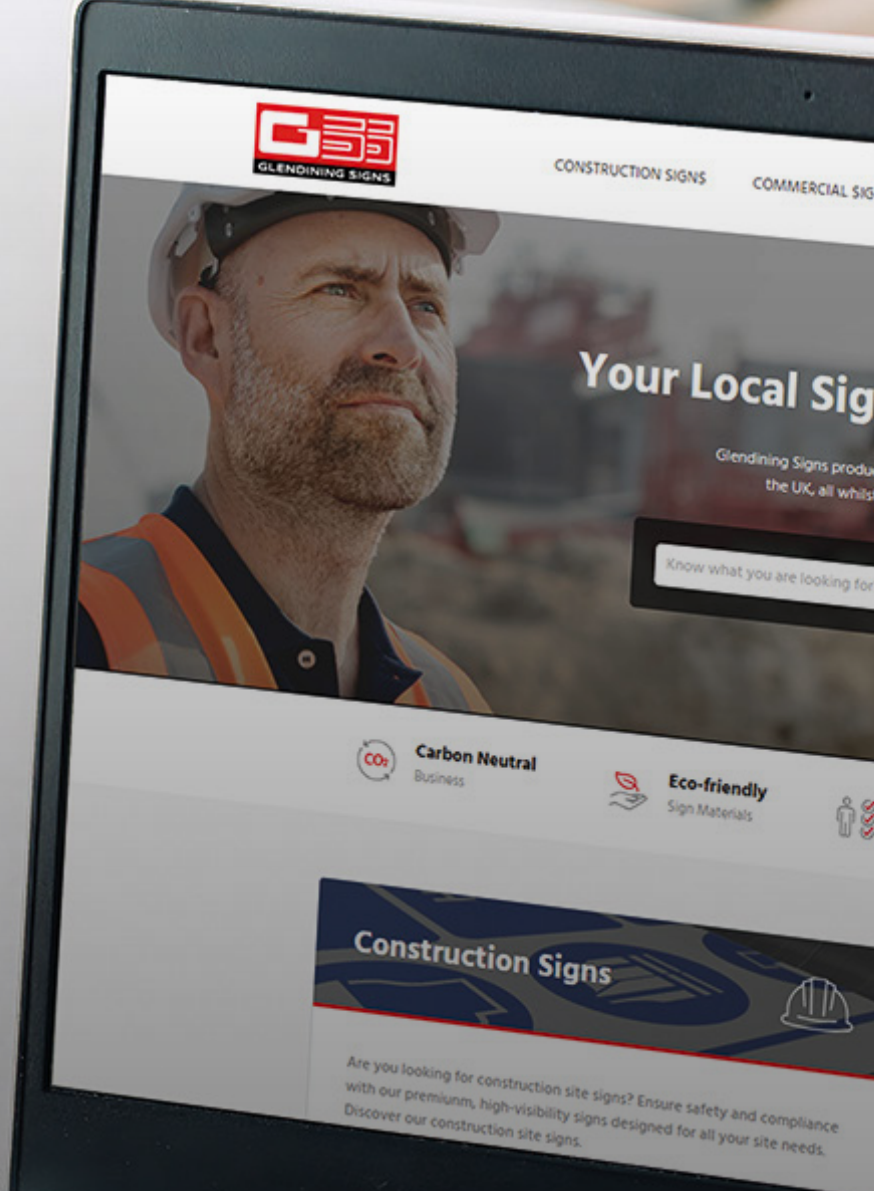 GSS
GLENDINING SIGNS
CONSTRUCTION SIGNS
COMMERCIAL SIG
Your Local Sig
Glendining Signs produ
the UK, all whils
Know what you are looking for
CO₂
Carbon Neutral
Business
Eco-friendly
Sign Materials
Construction Signs
Are you looking for construction site signs? Ensure safety and compliance
with our premiunm, high-visibility signs designed for all your site needs.
Discover our construction site signs.